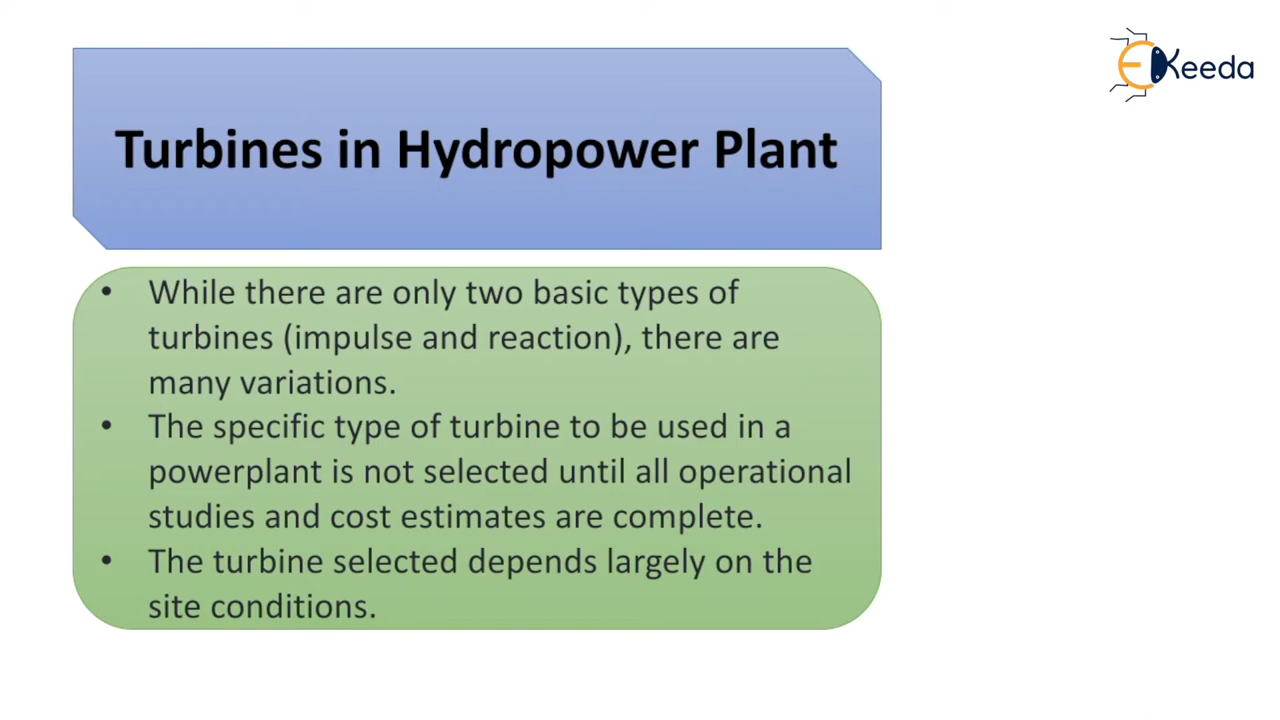 EKeeda
Turbines in Hydropower Plant
• While there are only two basic types of
turbines (impulse and reaction), there are
many variations.
• The specific type of turbine to be used in a
powerplant is not selected until all operational
studies and cost estimates are complete.
• The turbine selected depends largely on the
site conditions.